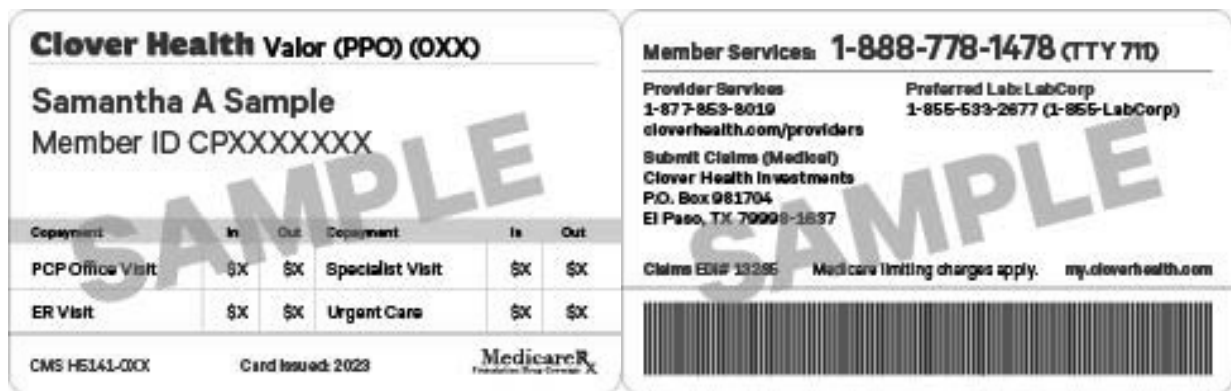 Clover Health Valor (PPO) (0XX)
Samantha A Sample
Member ID CPXXXXXXX
SAMPLE
Copayment In Out Copayment In Out
PCP Office Visit $X $X Specialist Visit $X $X
ER Visit $X $X Urgent Care $X $X
CMS H5141-0XX Card Issued: 2023 MedicareRx
Member Services: 1-888-778-1478 (TTY 711)
Provider Services
1-877-853-8019
cloverhealth.com/providers
Preferred Lab: LabCorp
1-855-533-2677 (1-855-LabCorp)
Submit Claims (Medical)
Clover Health Investments
P.O. Box 981704
El Paso, TX 79998-1637
SAMPLE
Claims EDI# 13285 Medicare limiting charges apply. my.cloverhealth.com